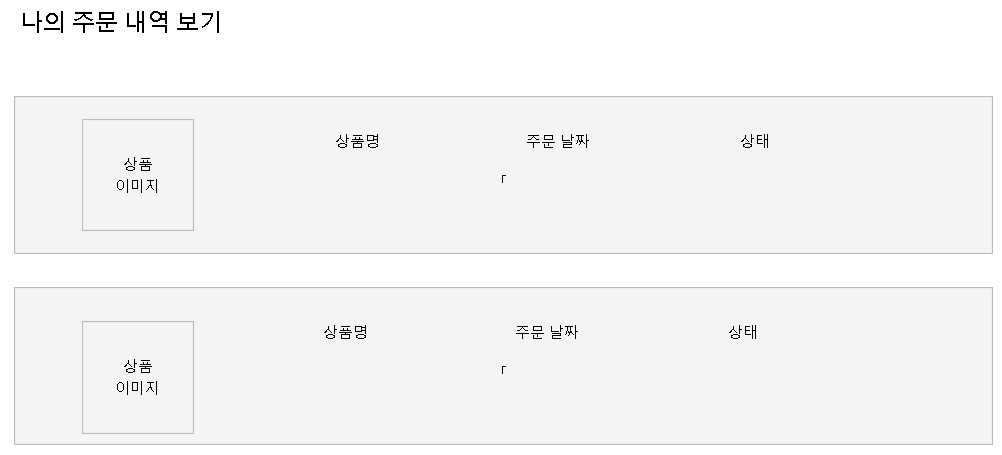 나의 주문 내역 보기
상품
이미지
상품명
주문 날짜
상태
「
상품
이미지
상품명
주문 날짜
상태
「